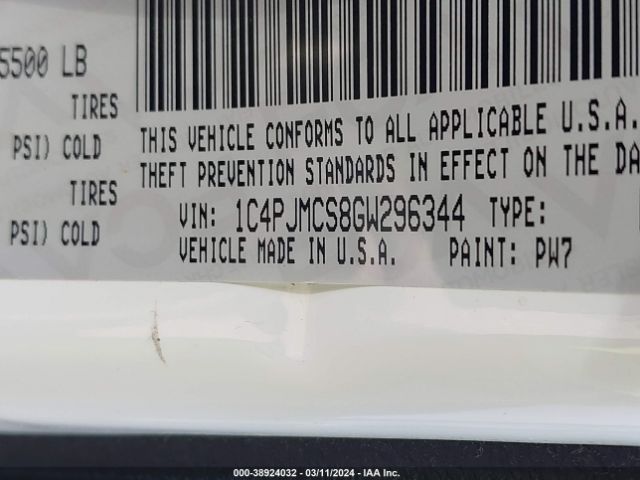 5500 LB
TIRES
PSI) COLD
TIRES
PSI) COLD
THIS VEHICLE CONFORMS TO ALL APPLICABLE U.S.A.
THEFT PREVENTION STANDARDS IN EFFECT ON THE DA
VIN: 1C4PJMCS8GW296344 TYPE:
VEHICLE MADE IN U.S.A. PAINT: PW7
000-38924032 - 03/11/2024 - IAA Inc.